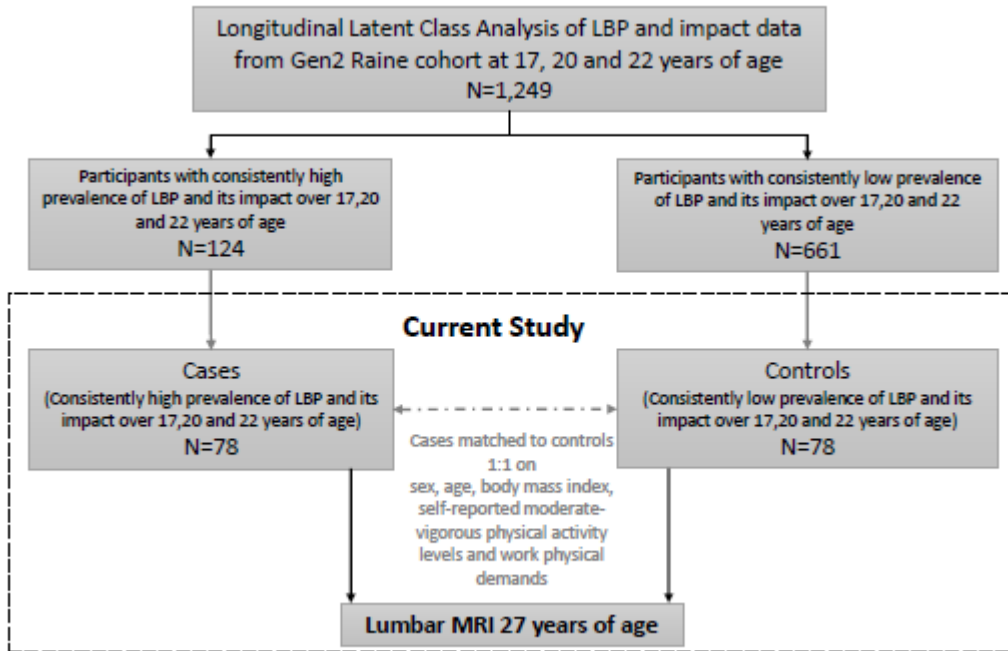 Longitudinal Latent Class Analysis of LBP and impact data
from Gen2 Raine cohort at 17, 20 and 22 years of age
N=1,249
Participants with consistently high
prevalence of LBP and its impact over 17,20
and 22 years of age
N=124
Participants with consistently low prevalence
of LBP and its impact over 17,20 and 22
years of age
N=661
Current Study
Cases
(Consistently high prevalence of LBP and its
impact over 17,20 and 22 years of age)
N=78
Controls
(Consistently low prevalence of LBP and its
impact over 17,20 and 22 years of age)
N=78
Cases matched to controls
1:1 on
sex, age, body mass index,
self-reported moderate-
vigorous physical activity
levels and work physical
demands
Lumbar MRI 27 years of age